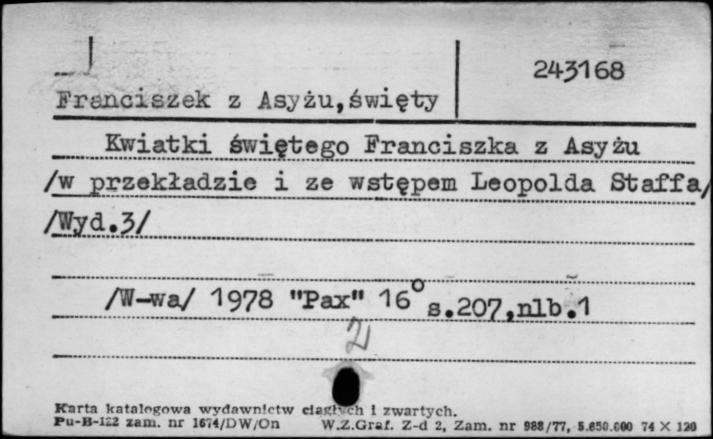 243168
Franciszek z Asyżu,święty
Kwiatki świętego Franciszka z Asyżu
/w przekładzie i ze wstępem Leopolda Staffa/
/Wyd.3/
/W-wa/ 1978 "Pax" 16° s.207,nlb.1
2
Karta katalogowa wydawnictw ciągłych i zwartych.
Pu-B-122 zam. nr 1674/DW/On W.Z.Graf. Z-d 2, Zam. nr 988/77, 5.650.000 74 X 120